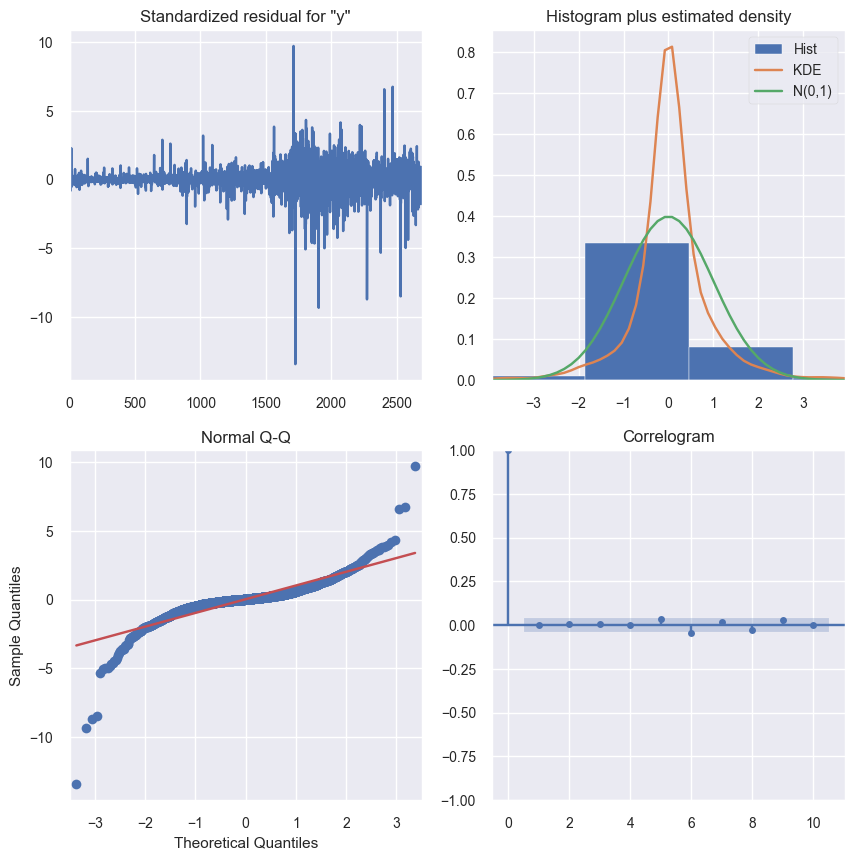 Standardized residual for "y"
10
5
0
−5
−10
0 500 1000 1500 2000 2500
Histogram plus estimated density
Hist
KDE
N(0,1)
0.8
0.7
0.6
0.5
0.4
0.3
0.2
0.1
0.0
−3 −2 −1 0 1 2 3
Normal Q-Q
Sample Quantiles
10
5
0
−5
−10
−3 −2 −1 0 1 2 3
Theoretical Quantiles
Correlogram
1.00
0.75
0.50
0.25
0.00
−0.25
−0.50
−0.75
−1.00
0 2 4 6 8 10